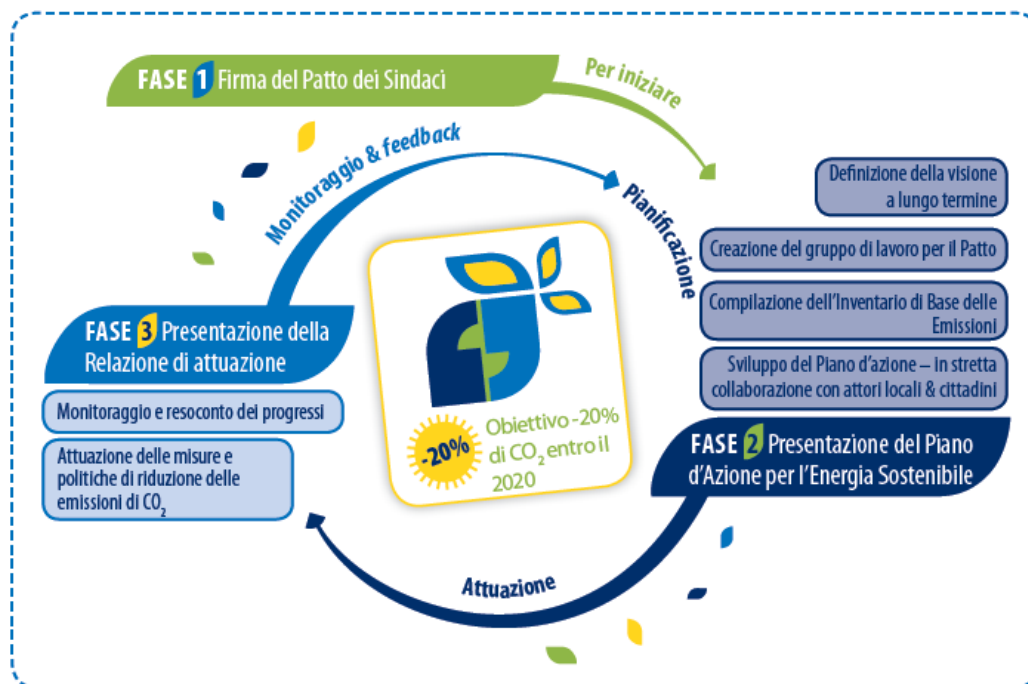 FASE 1 Firma del Patto dei Sindaci
Per iniziare
Monitoraggio & feedback
Pianificazione
Definizione della visione
a lungo termine
Creazione del gruppo di lavoro per il Patto
Compilazione dell'Inventario di Base delle
Emissioni
Sviluppo del Piano d'azione – in stretta
collaborazione con attori locali & cittadini
FASE 2 Presentazione del Piano
d'Azione per l'Energia Sostenibile
Attuazione
FASE 3 Presentazione della
Relazione di attuazione
Monitoraggio e resoconto dei progressi
Attuazione delle misure e
politiche di riduzione delle
emissioni di CO₂
-20%
Obiettivo -20%
di CO₂ entro il
2020